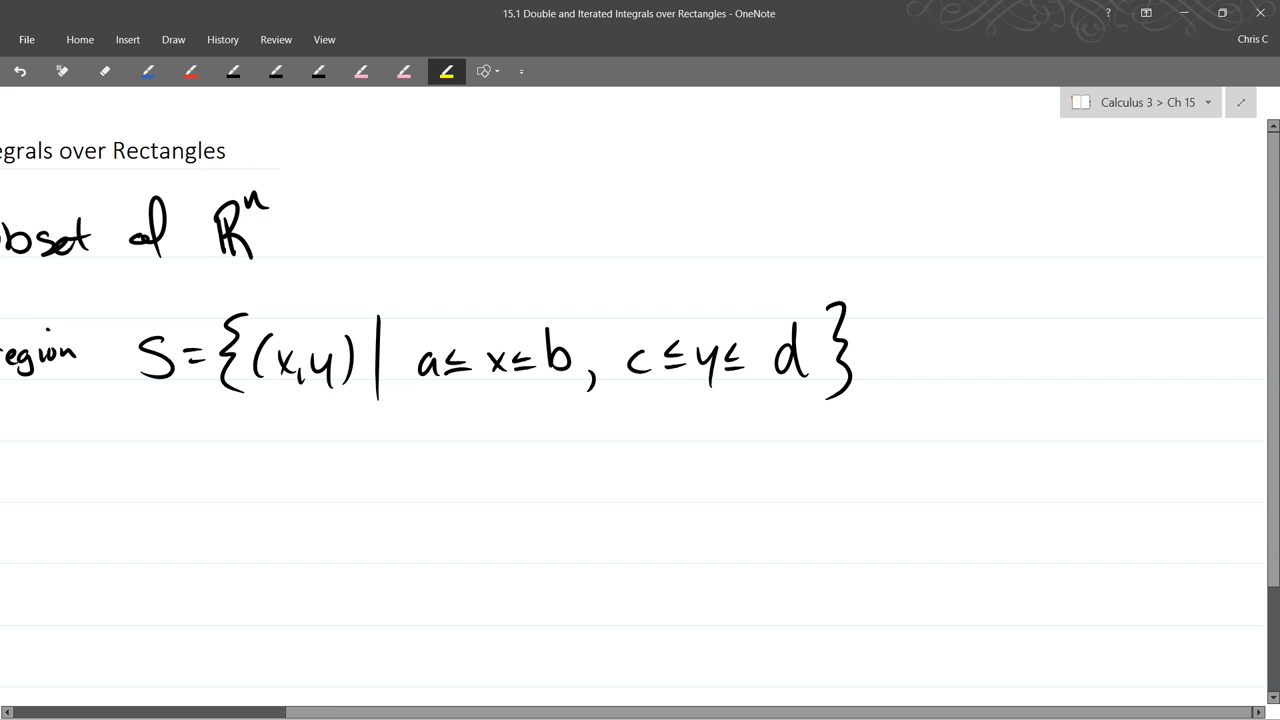 15.1 Double and Iterated Integrals over Rectangles - OneNote
?
File Home Insert Draw History Review View
Chris C
Calculus 3 > Ch 15
egrals over Rectangles
bset of ℝⁿ
region S={(x,y)| a≤x≤b, c≤y≤d}